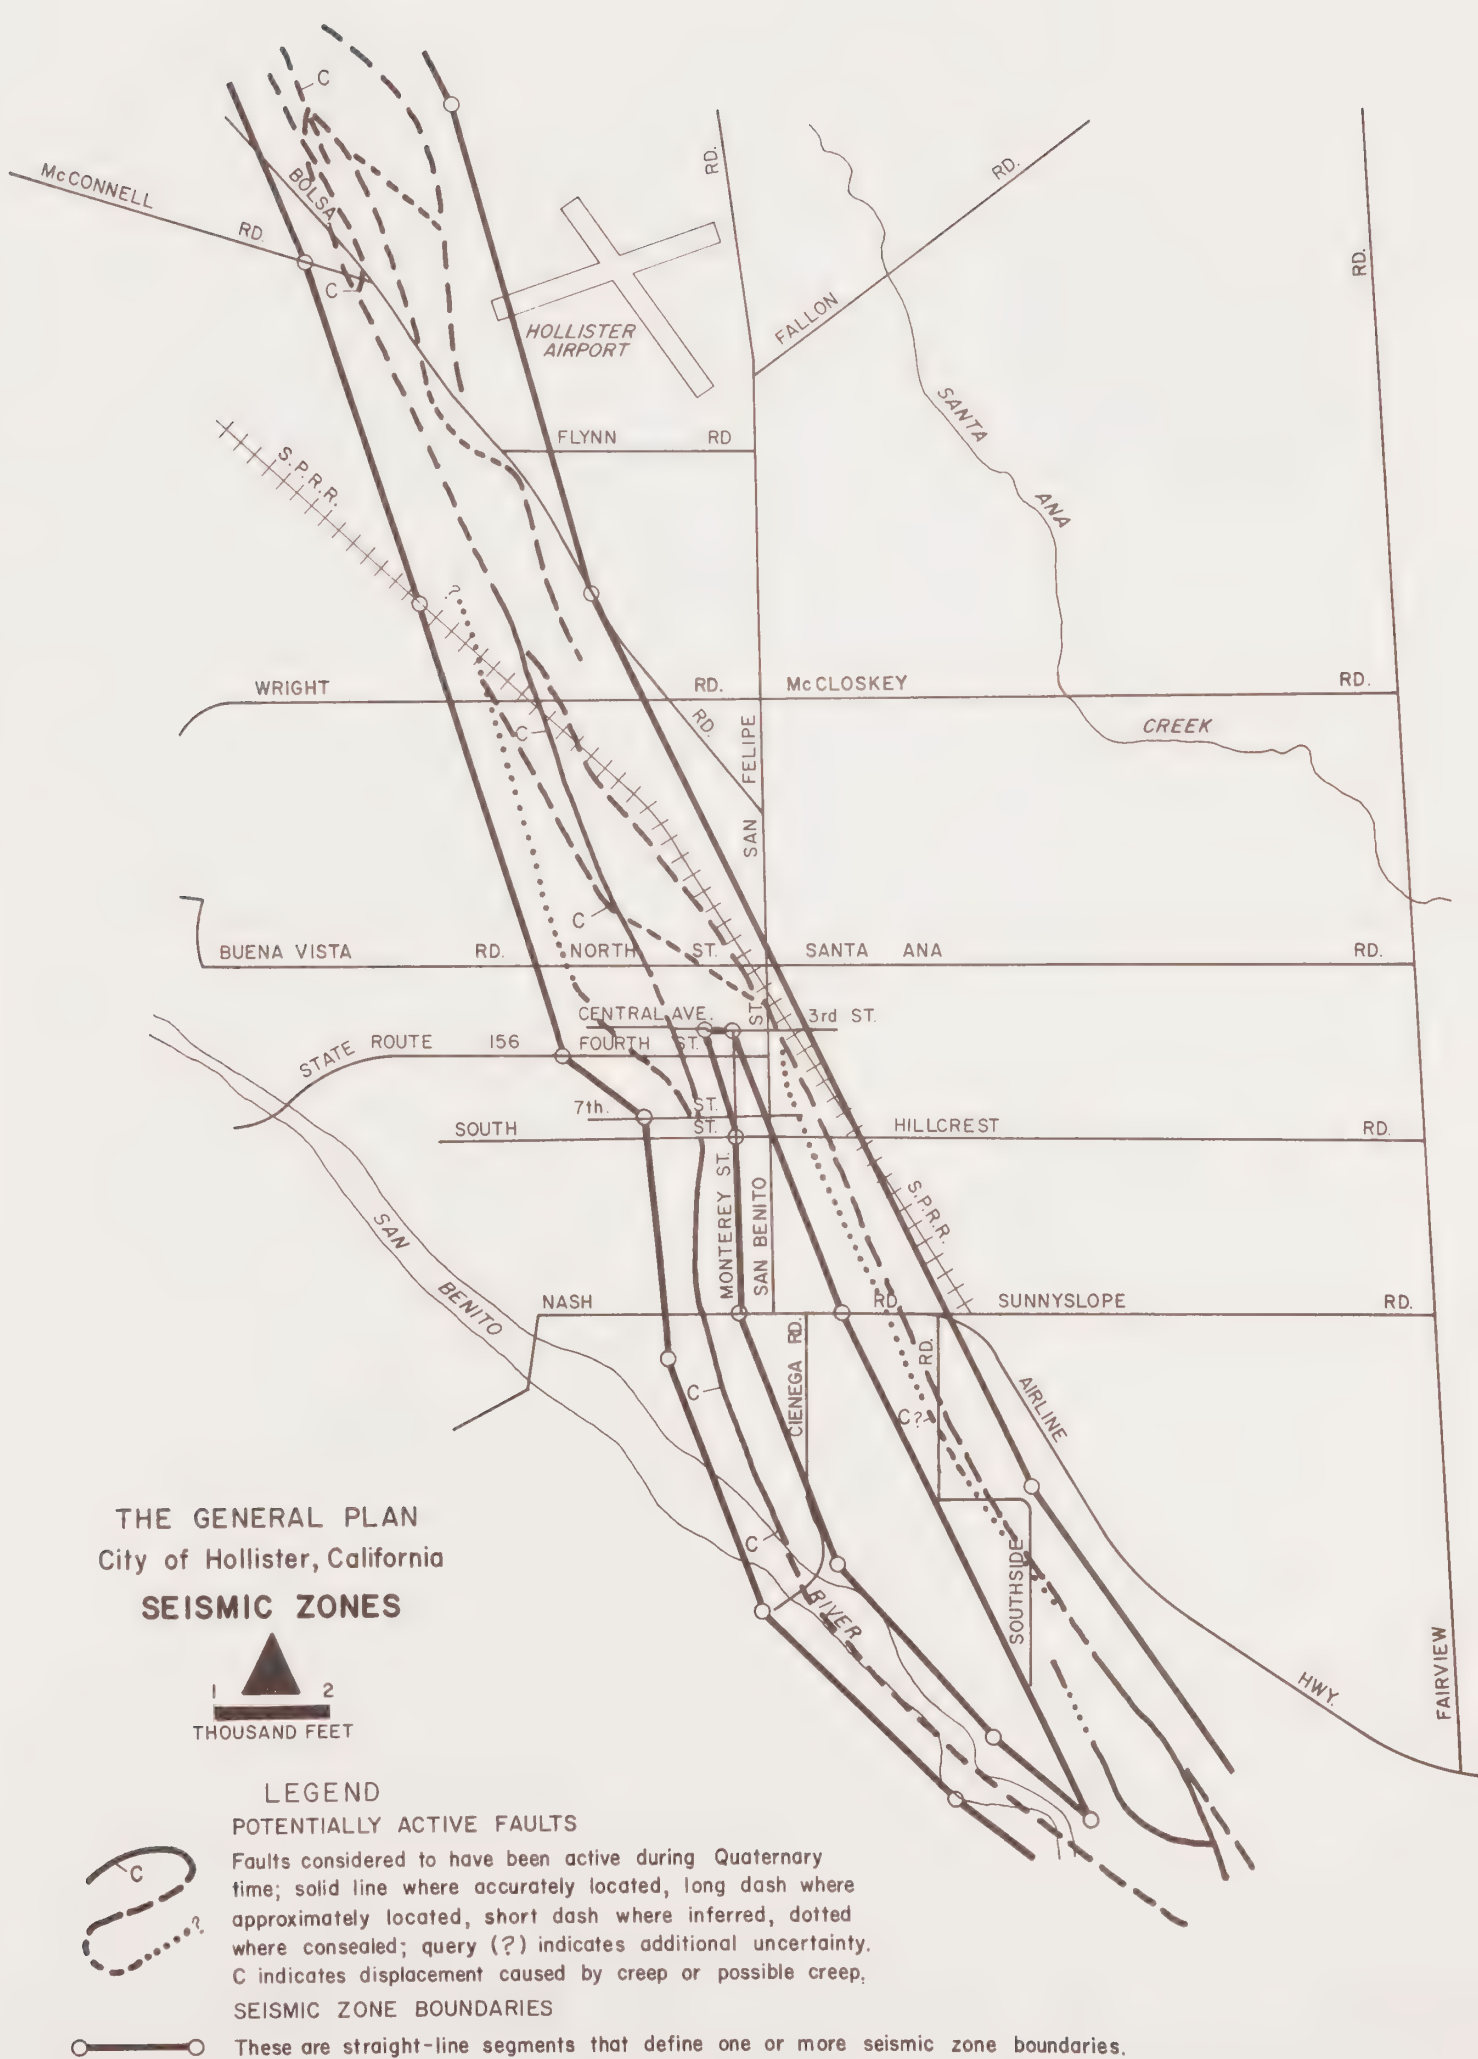 C
McCONNELL
RD.
BOLSA
C
RD.
RD.
RD.
FALLON
HOLLISTER
AIRPORT
SANTA
ANA
CREEK
FLYNN RD
S.P.R.R.
?
WRIGHT RD. McCLOSKEY RD.
RD.
C
SAN FELIPE
C
BUENA VISTA RD. NORTH ST. SANTA ANA RD.
CENTRAL AVE. ST. 3rd ST.
STATE ROUTE 156 FOURTH ST.
7th. ST.
SOUTH ST. HILLCREST RD.
MONTEREY ST.
SAN BENITO
S.P.R.R.
SAN
BENITO
RIVER
NASH RD. SUNNYSLOPE RD.
CIENEGA RD.
RD.
C
C?
AIRLINE
HWY.
C
SOUTHSIDE
FAIRVIEW
THE GENERAL PLAN
City of Hollister, California
SEISMIC ZONES
1 2
THOUSAND FEET
LEGEND
POTENTIALLY ACTIVE FAULTS
C
?
Faults considered to have been active during Quaternary
time; solid line where accurately located, long dash where
approximately located, short dash where inferred, dotted
where consealed; query (?) indicates additional uncertainty.
C indicates displacement caused by creep or possible creep.
SEISMIC ZONE BOUNDARIES
These are straight-line segments that define one or more seismic zone boundaries.